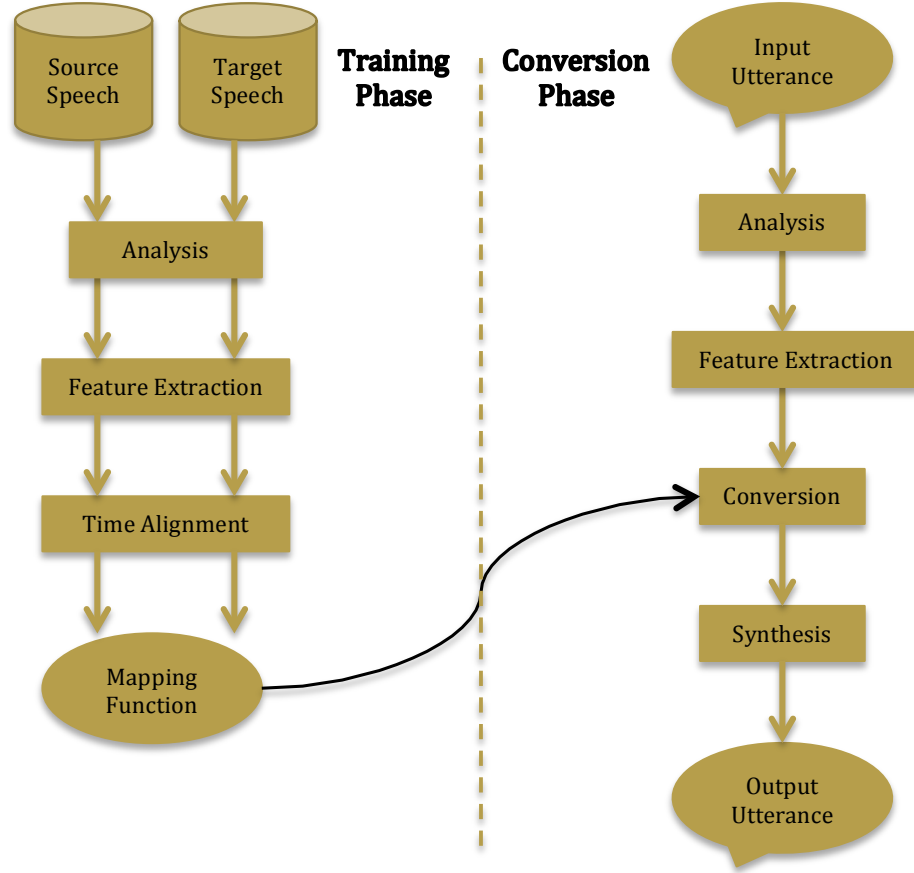 Source
Speech
Target
Speech
Training
Phase
Analysis
Feature Extraction
Time Alignment
Mapping
Function
Conversion
Phase
Input
Utterance
Analysis
Feature Extraction
Conversion
Synthesis
Output
Utterance